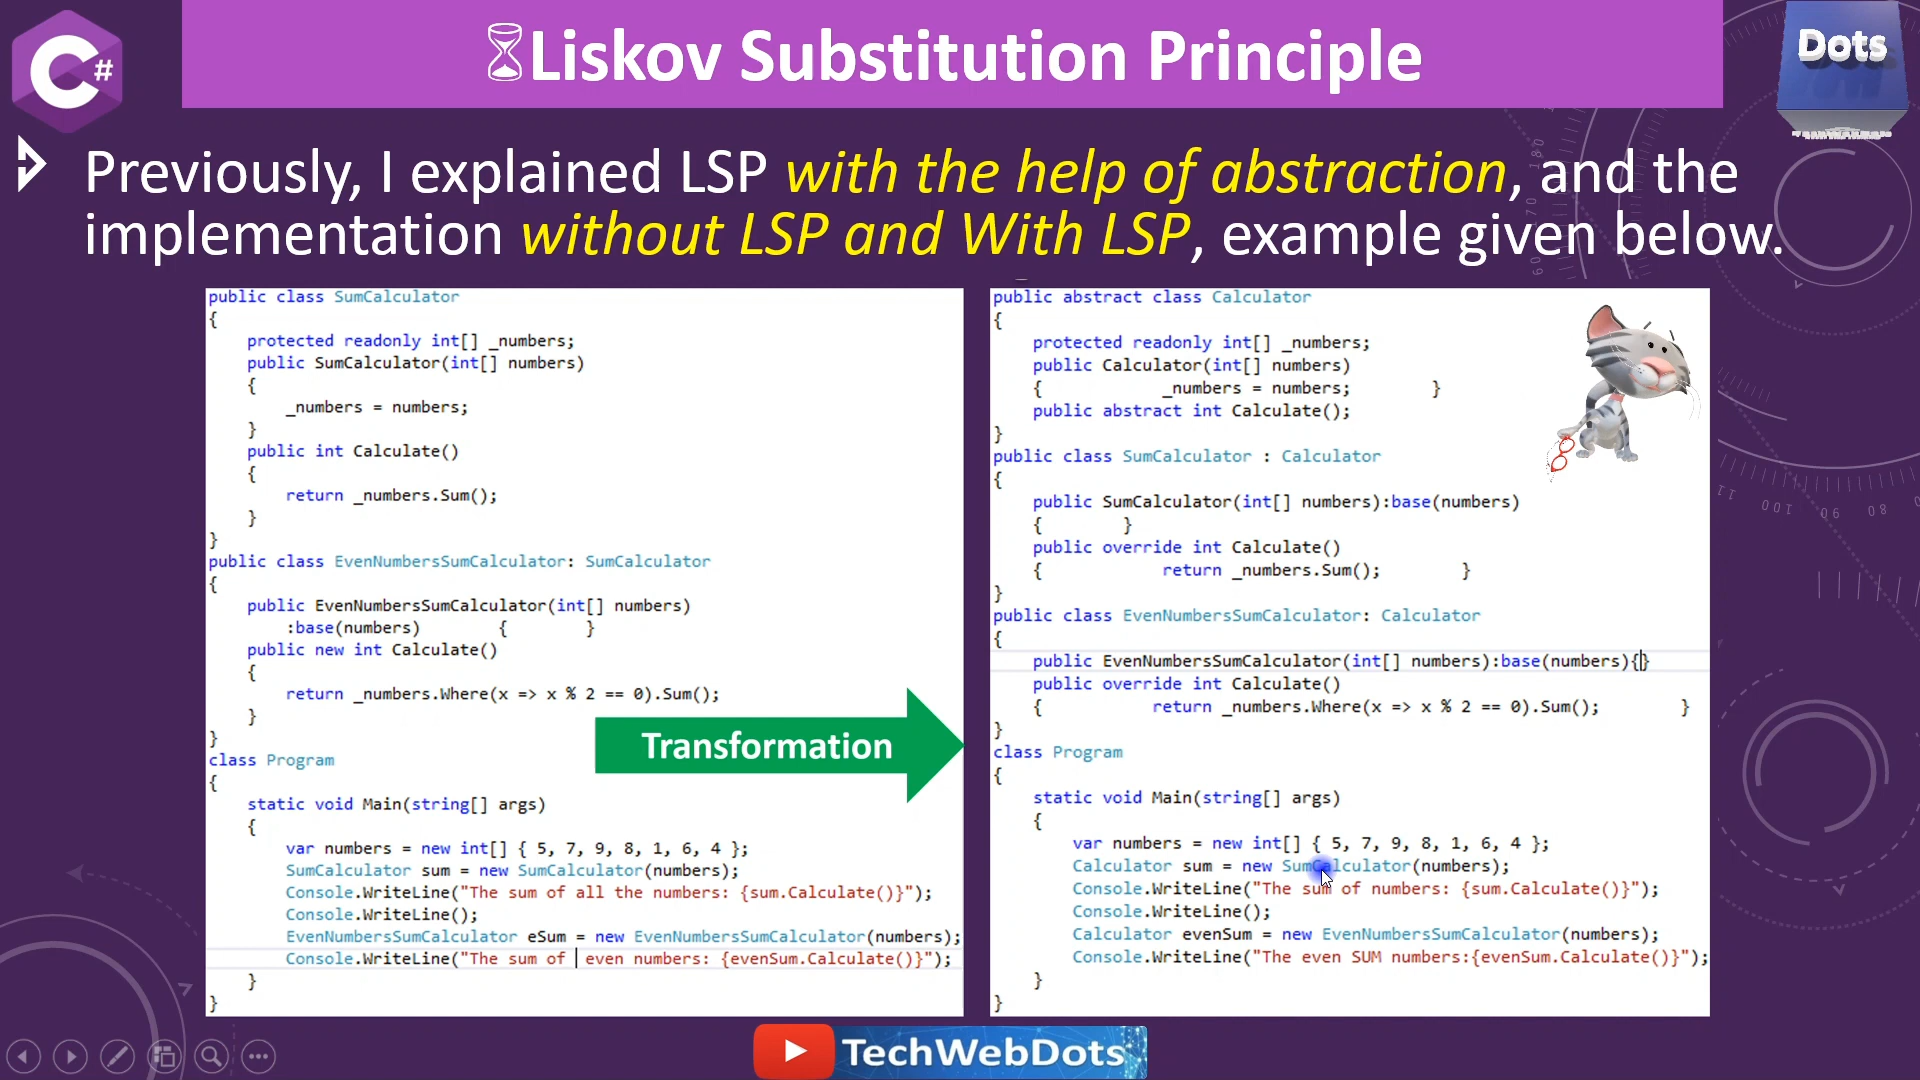 Liskov Substitution Principle
C#
Dots
Previously, I explained LSP with the help of abstraction, and the
implementation without LSP and With LSP, example given below.
public class SumCalculator
{
protected readonly int[] _numbers;
public SumCalculator(int[] numbers)
{
_numbers = numbers;
}
public int Calculate()
{
return _numbers.Sum();
}
}
public class EvenNumbersSumCalculator: SumCalculator
{
public EvenNumbersSumCalculator(int[] numbers)
:base(numbers) { }
public new int Calculate()
{
return _numbers.Where(x => x % 2 == 0).Sum();
}
}
class Program
{
static void Main(string[] args)
{
var numbers = new int[] { 5, 7, 9, 8, 1, 6, 4 };
SumCalculator sum = new SumCalculator(numbers);
Console.WriteLine("The sum of all the numbers: {sum.Calculate()}");
Console.WriteLine();
EvenNumbersSumCalculator eSum = new EvenNumbersSumCalculator(numbers);
Console.WriteLine("The sum of even numbers: {evenSum.Calculate()}");
}
}
Transformation
public abstract class Calculator
{
protected readonly int[] _numbers;
public Calculator(int[] numbers)
{ _numbers = numbers; }
public abstract int Calculate();
}
public class SumCalculator : Calculator
{
public SumCalculator(int[] numbers):base(numbers)
{ }
public override int Calculate()
{ return _numbers.Sum(); }
}
public class EvenNumbersSumCalculator: Calculator
{
public EvenNumbersSumCalculator(int[] numbers):base(numbers){}
public override int Calculate()
{ return _numbers.Where(x => x % 2 == 0).Sum(); }
}
class Program
{
static void Main(string[] args)
{
var numbers = new int[] { 5, 7, 9, 8, 1, 6, 4 };
Calculator sum = new SumCalculator(numbers);
Console.WriteLine("The sum of numbers: {sum.Calculate()}");
Console.WriteLine();
Calculator evenSum = new EvenNumbersSumCalculator(numbers);
Console.WriteLine("The even SUM numbers:{evenSum.Calculate()}");
}
}
TechWebDots